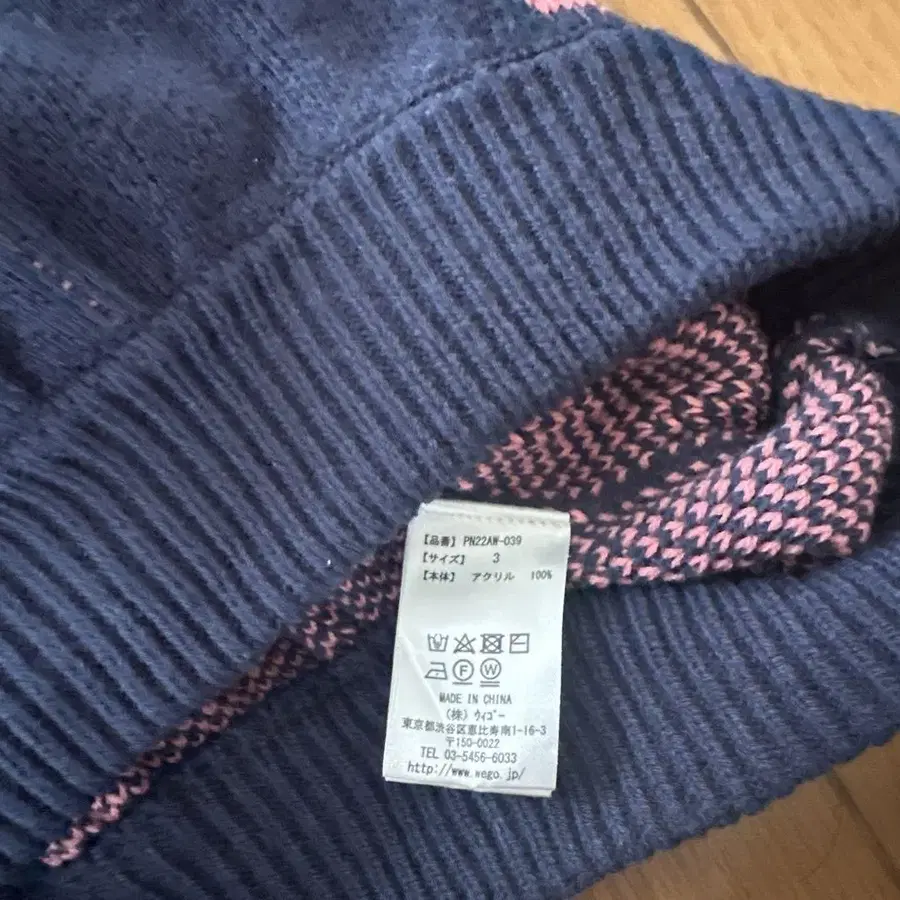 【品番】 PN22AW-039
【サイズ】 3
【本体】 アクリル 100%
F W
MADE IN CHINA
(株) ウィゴー
東京都渋谷区恵比寿南1-16-3
〒150-0022
TEL 03-5456-6033
http://www.wego.jp/